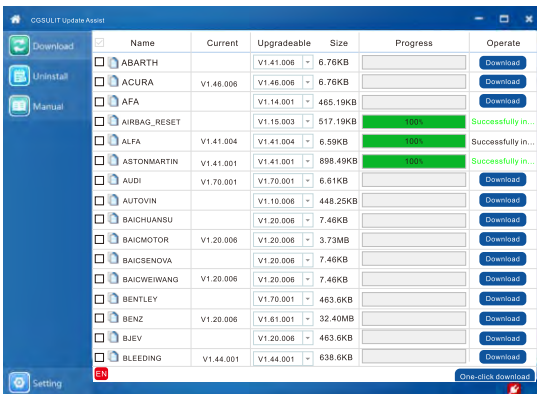 CGSULIT Update Assist
Download
Uninstall
Manual
Setting
Name Current Upgradeable Size Progress Operate
ABARTH V1.41.006 6.76KB Download
ACURA V1.46.006 V1.46.006 6.76KB Download
AFA V1.14.001 465.19KB Download
AIRBAG_RESET V1.15.003 517.19KB 100% Successfully in...
ALFA V1.41.004 V1.41.004 6.59KB 100% Successfully in...
ASTONMARTIN V1.41.001 V1.41.001 898.49KB 100% Successfully in...
AUDI V1.70.001 V1.70.001 6.61KB Download
AUTOVIN V1.10.006 448.25KB Download
BAICHUANSU V1.20.006 7.46KB Download
BAICMOTOR V1.20.006 V1.20.006 3.73MB Download
BAICSENOVA V1.20.006 7.46KB Download
BAICWEIWANG V1.20.006 V1.20.006 7.46KB Download
BENTLEY V1.70.001 463.6KB Download
BENZ V1.20.006 V1.61.001 32.40MB Download
BJEV V1.20.006 463.6KB Download
BLEEDING V1.44.001 V1.44.001 638.6KB Download
EN One-click download